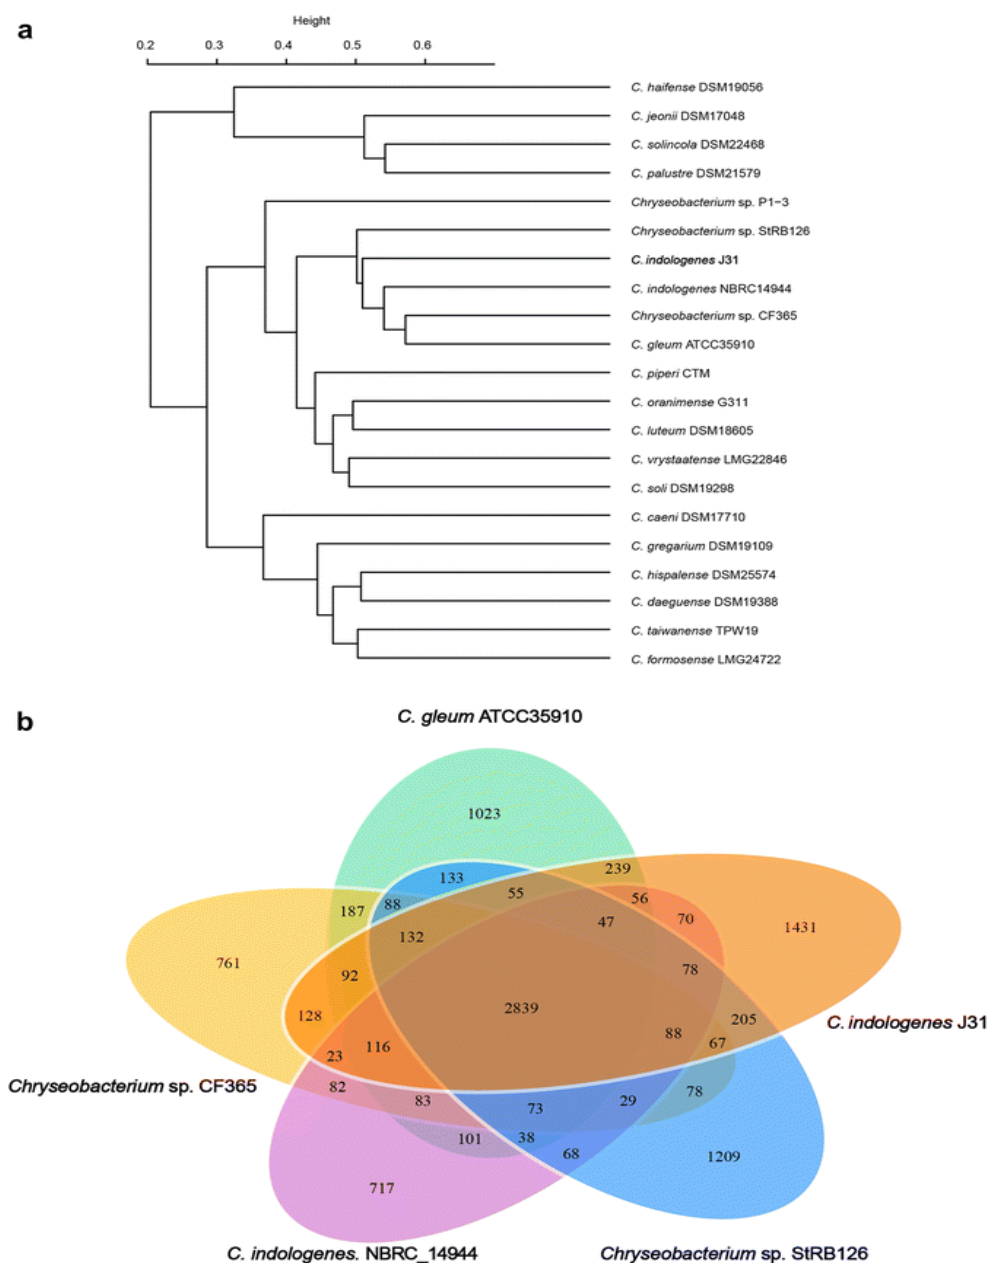 a
Height
0.2 0.3 0.4 0.5 0.6
C. haifense DSM19056
C. jeonii DSM17048
C. solincola DSM22468
C. palustre DSM21579
Chryseobacterium sp. P1−3
Chryseobacterium sp. StRB126
C. indologenes J31
C. indologenes NBRC14944
Chryseobacterium sp. CF365
C. gleum ATCC35910
C. piperi CTM
C. oranimense G311
C. luteum DSM18605
C. vrystaatense LMG22846
C. soli DSM19298
C. caeni DSM17710
C. gregarium DSM19109
C. hispalense DSM25574
C. daeguense DSM19388
C. taiwanense TPW19
C. formosense LMG24722
b
C. gleum ATCC35910
1023
239
133
55
56
88
187
70
47
132
1431
761
78
92
2839
128
205
C. indologenes J31
88
67
116
23
Chryseobacterium sp. CF365
82
78
83
29
73
38
101
68
1209
717
C. indologenes. NBRC_14944
Chryseobacterium sp. StRB126